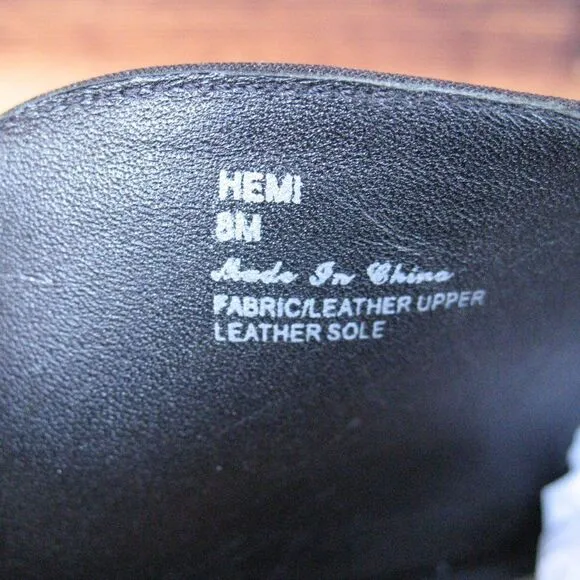 HEMI
8M
Made In China
FABRIC/LEATHER UPPER
LEATHER SOLE